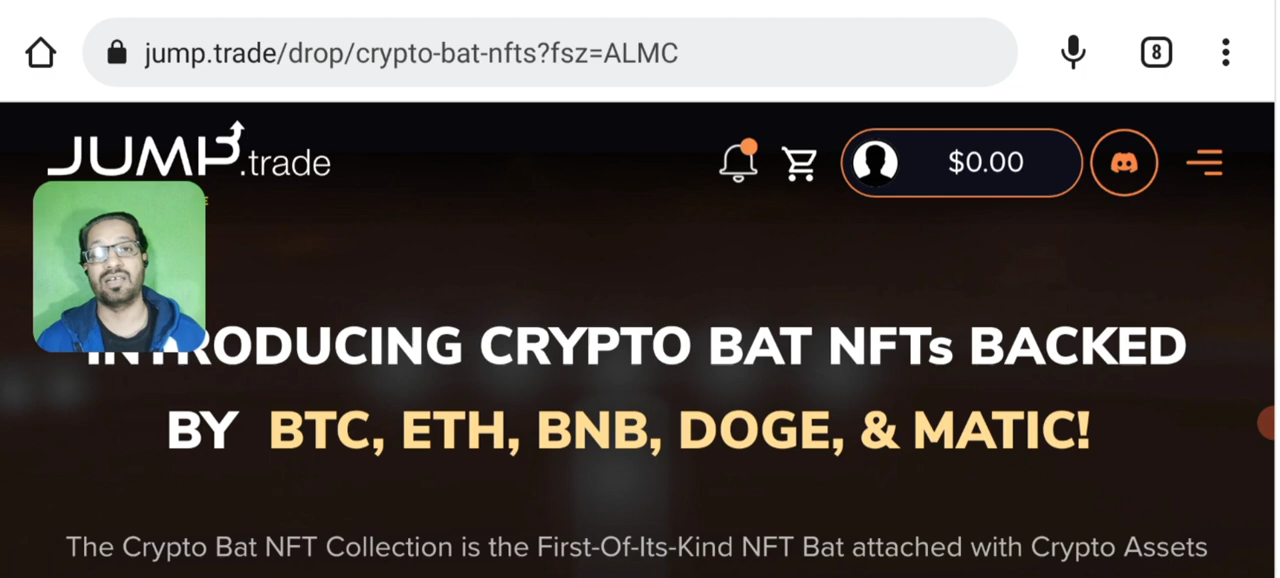 jump.trade/drop/crypto-bat-nfts?fsz=ALMC
8
JUMP.trade
$0.00
INTRODUCING CRYPTO BAT NFTs BACKED
BY BTC, ETH, BNB, DOGE, & MATIC!
The Crypto Bat NFT Collection is the First-Of-Its-Kind NFT Bat attached with Crypto Assets